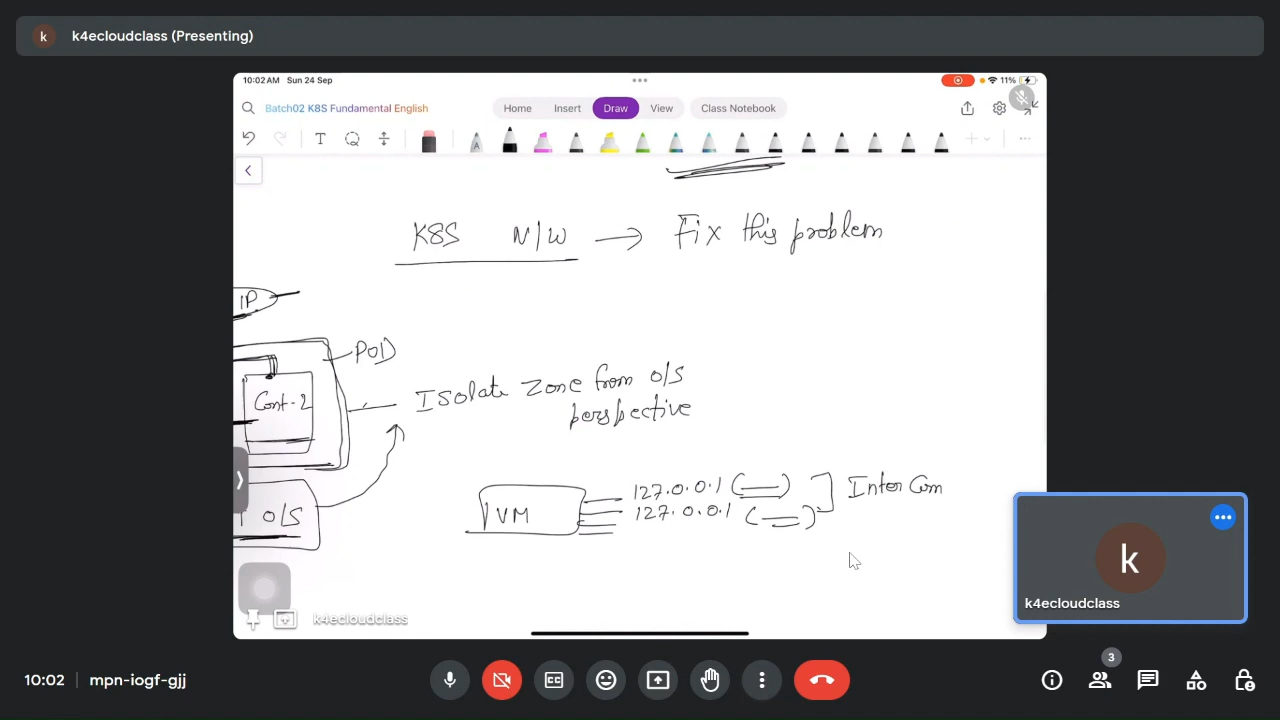 k
k4ecloudclass (Presenting)
10:02 AM Sun 24 Sep
11%
Batch02 K8S Fundamental English
Home Insert Draw View Class Notebook
T
A
K8S N/W → Fix this problem
IP
POD
Cont-2
Isolate Zone from O/S
perspective
O/S
VM
127.0.0.1 ( )
127.0.0.1 ( )
Inter Com
k4ecloudclass
k
k4ecloudclass
10:02 | mpn-iogf-gjj
CC
3